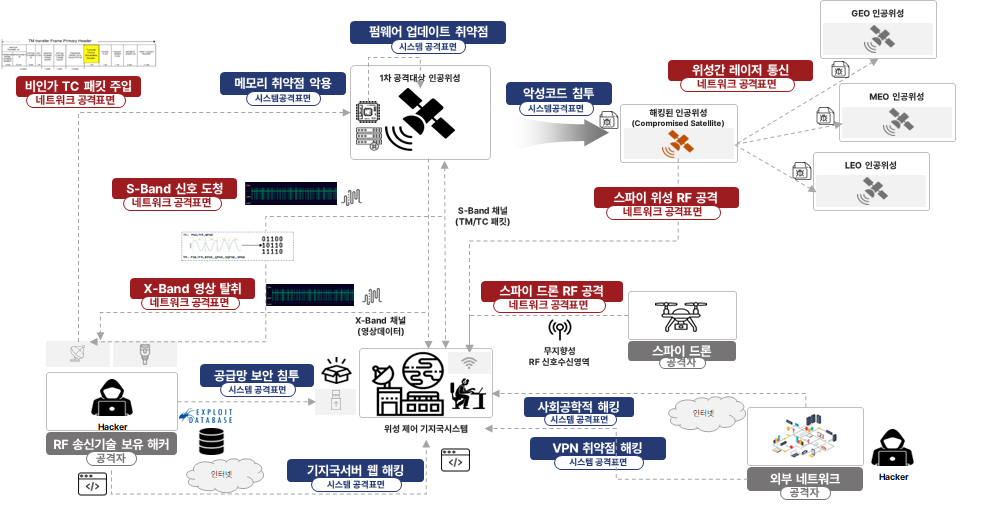 TM transfer Frame Primary Header
비인가 TC 패킷 주입
네트워크 공격표면
펌웨어 업데이트 취약점
시스템 공격표면
메모리 취약점 악용
시스템공격표면
1차 공격대상 인공위성
악성코드 침투
시스템공격표면
위성간 레이저 통신
네트워크 공격표면
GEO 인공위성
MEO 인공위성
LEO 인공위성
해킹된 인공위성
(Compromised Satellite)
S-Band 신호 도청
네트워크 공격표면
스파이 위성 RF 공격
네트워크 공격표면
S-Band 채널
(TM/TC 패킷)
01100
10110
11110
X-Band 영상 탈취
네트워크 공격표면
X-Band 채널
(영상데이터)
스파이 드론 RF 공격
네트워크 공격표면
무지향성
RF 신호수신영역
스파이 드론
공격자
공급망 보안 침투
시스템 공격표면
Hacker
RF 송신기술 보유 해커
공격자
EXPLOIT
DATABASE
인터넷
위성 제어 기지국시스템
기지국서버 웹 해킹
시스템 공격표면
사회공학적 해킹
시스템 공격표면
VPN 취약점 해킹
시스템 공격표면
인터넷
외부 네트워크
공격자
Hacker